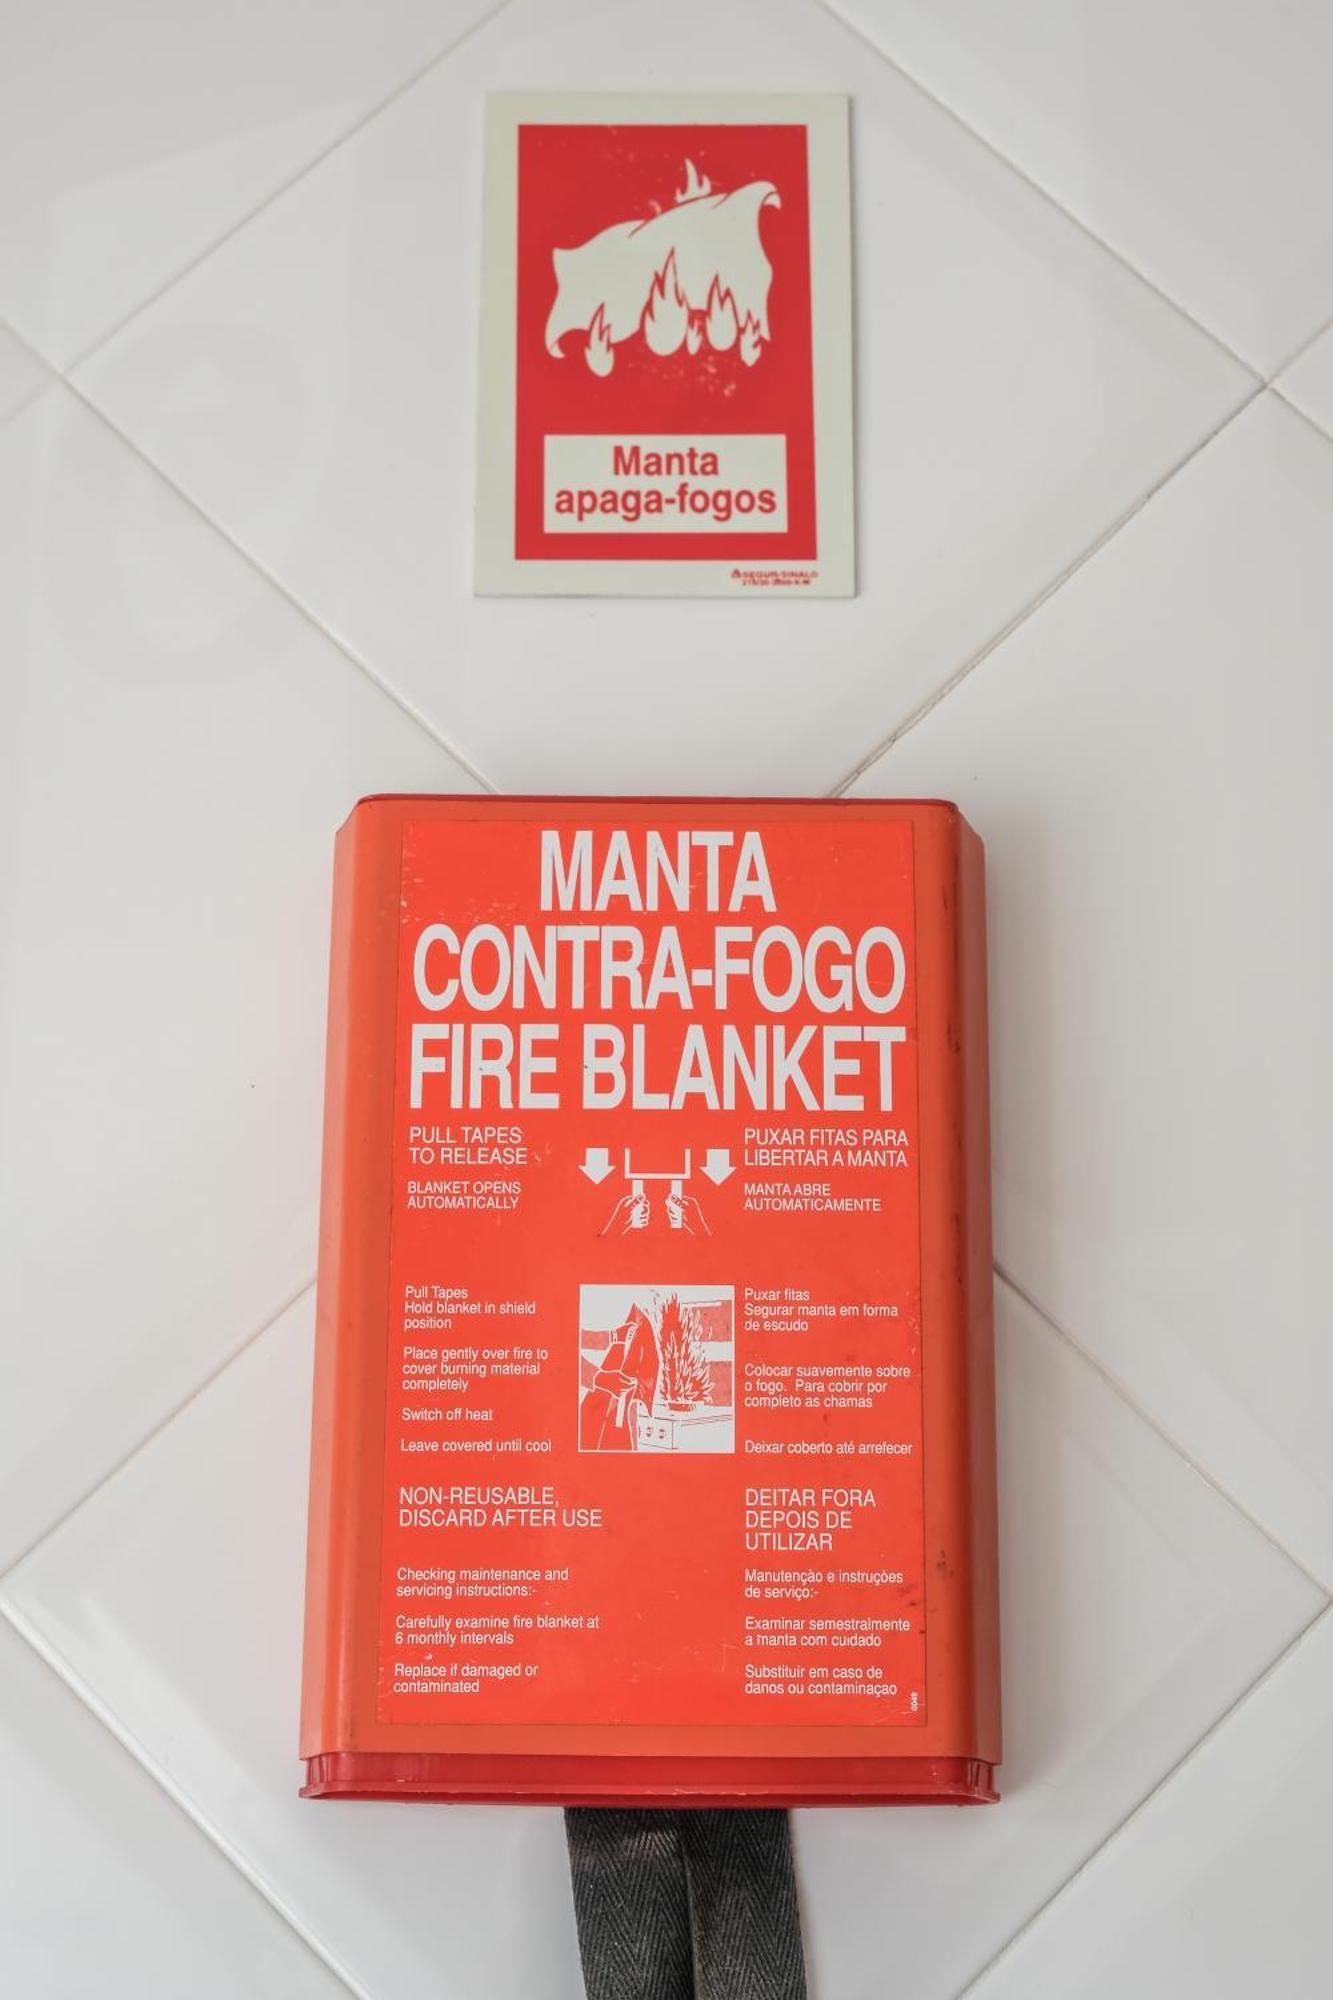 Manta
apaga-fogos
MANTA
CONTRA-FOGO
FIRE BLANKET
PULL TAPES
TO RELEASE
BLANKET OPENS
AUTOMATICALLY
PUXAR FITAS PARA
LIBERTAR A MANTA
MANTA ABRE
AUTOMATICAMENTE
Pull Tapes
Hold blanket in shield
position
Place gently over fire to
cover burning material
completely
Switch off heat
Leave covered until cool
Puxar fitas
Segurar manta em forma
de escudo
Colocar suavemente sobre
o fogo. Para cobrir por
completo as chamas
Deixar coberto até arrefecer
NON-REUSABLE,
DISCARD AFTER USE
DEITAR FORA
DEPOIS DE
UTILIZAR
Checking maintenance and
servicing instructions:-
Carefully examine fire blanket at
6 monthly intervals
Replace if damaged or
contaminated
Manutenção e instruções
de serviço:-
Examinar semestralmente
a manta com cuidado
Substituir em caso de
danos ou contaminaçao